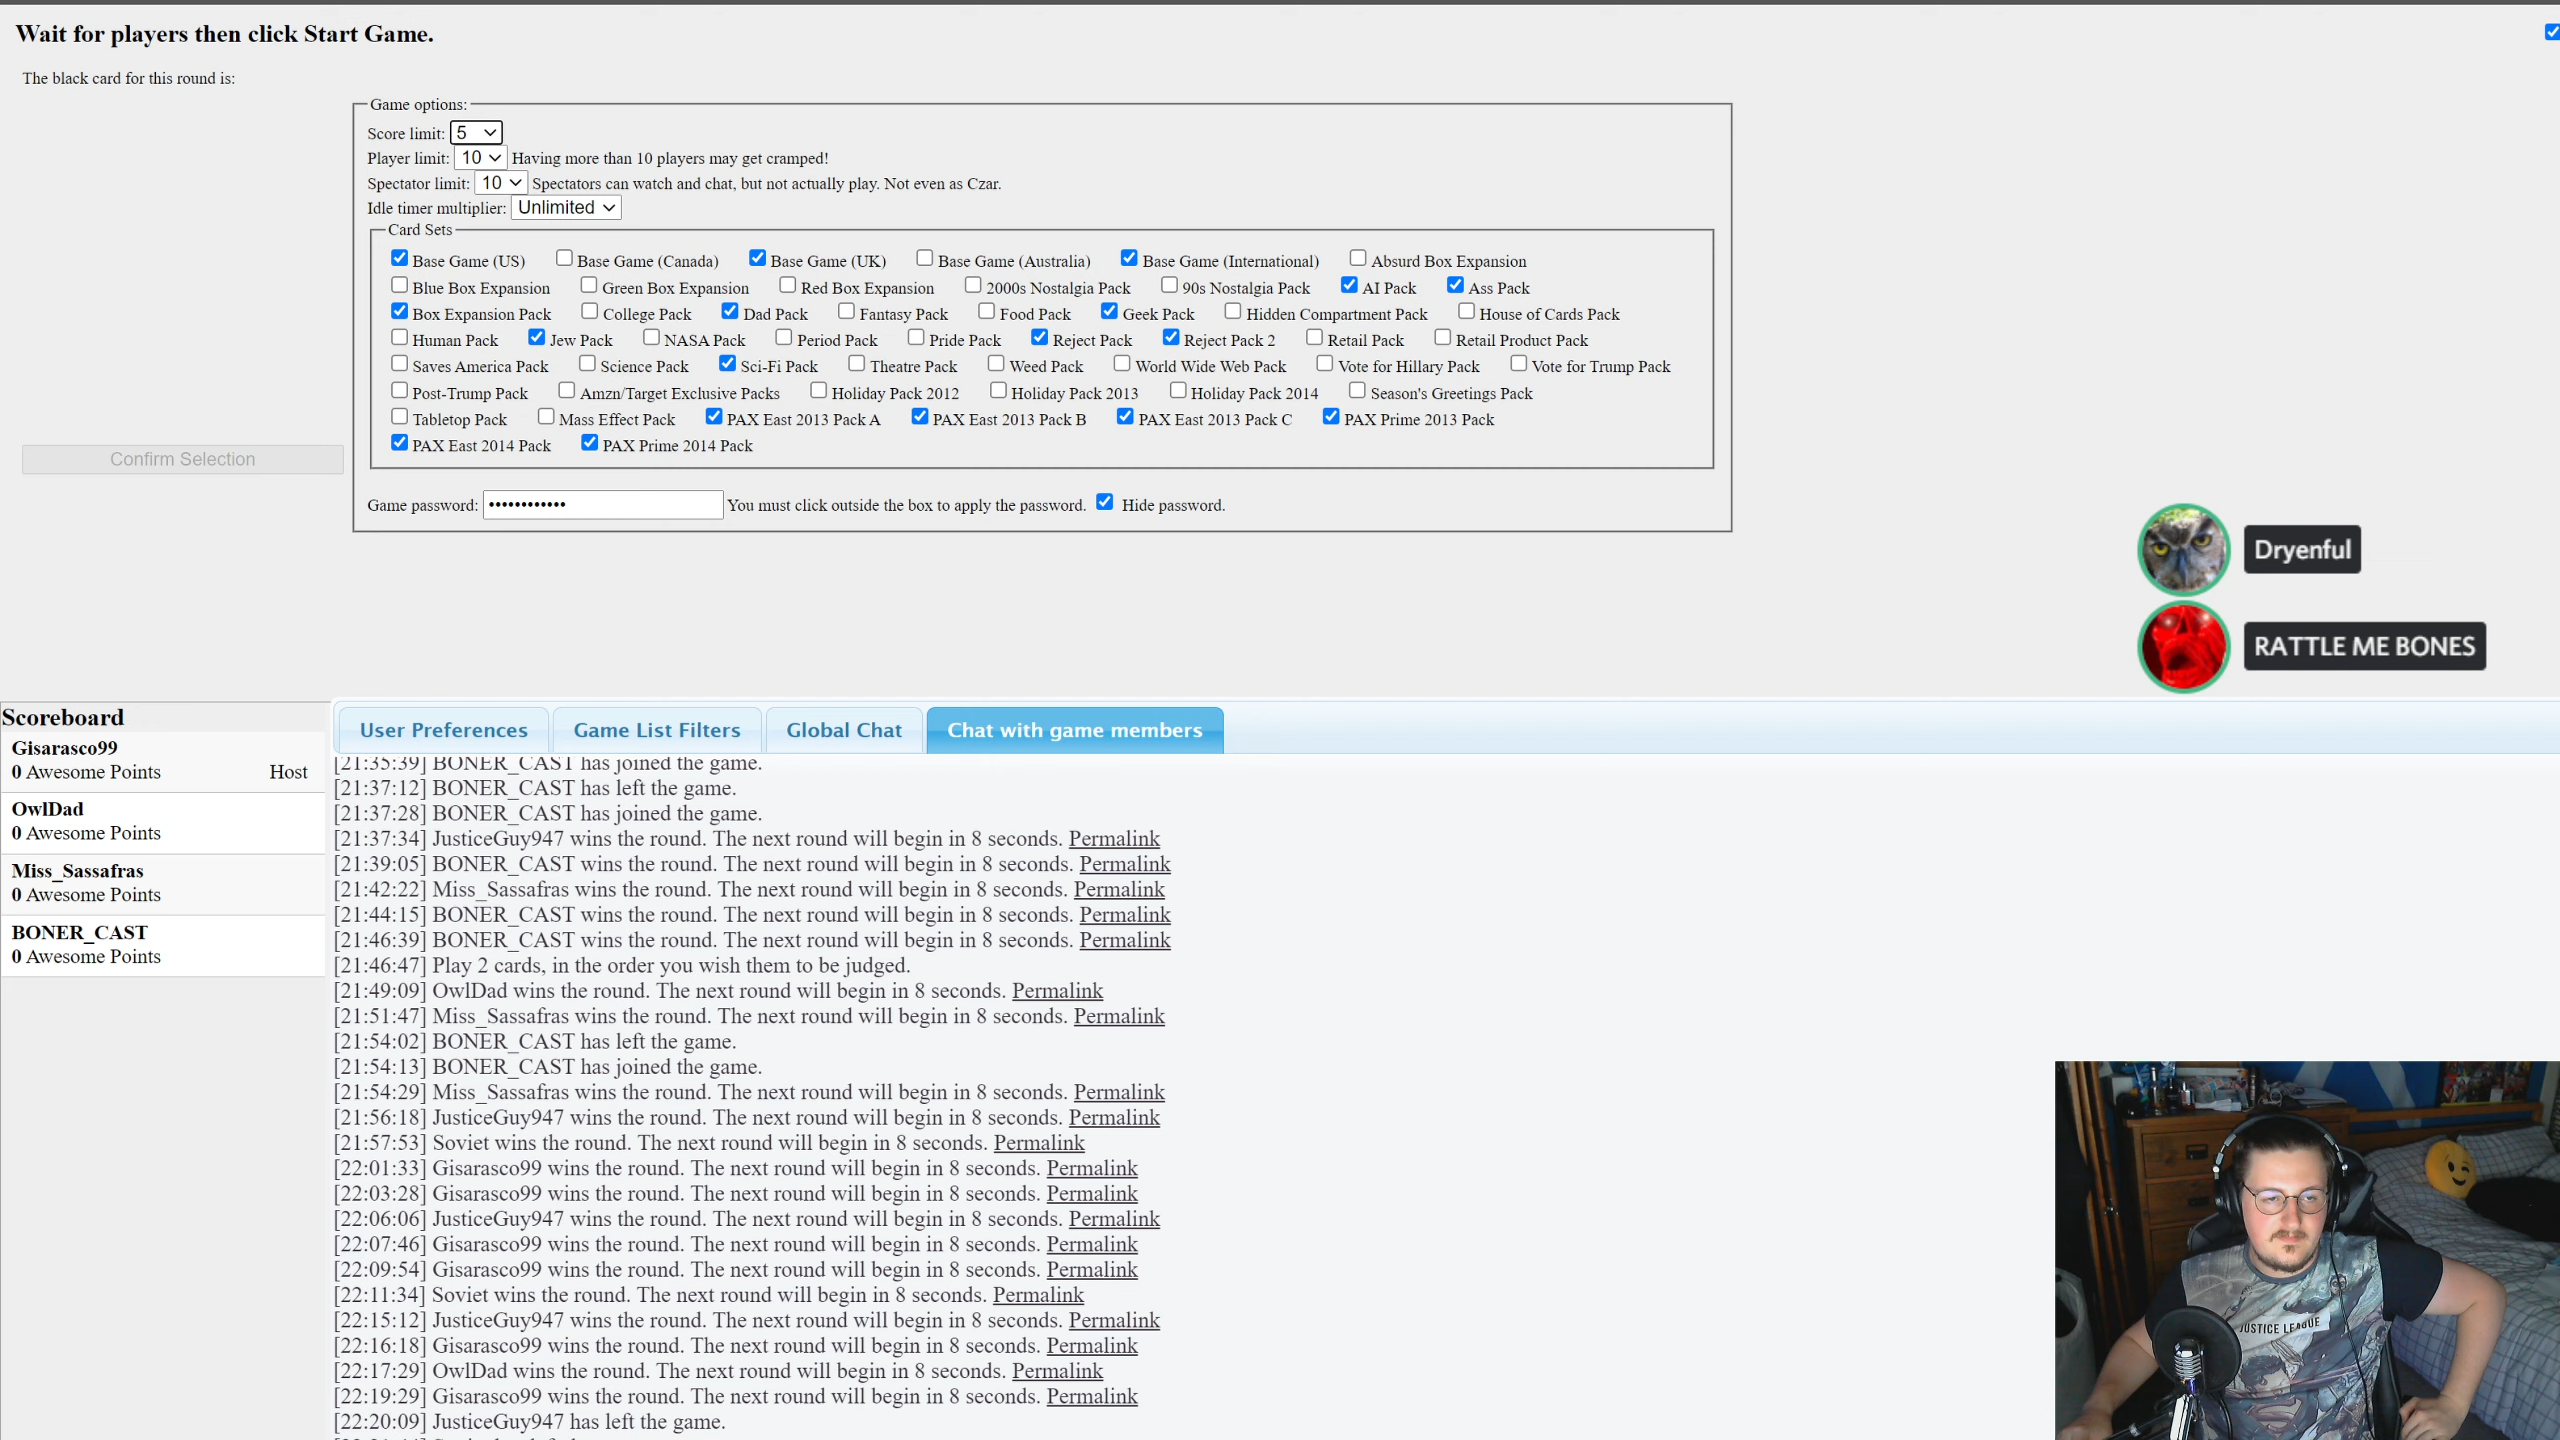 Wait for players then click Start Game.
The black card for this round is:
Game options:
Score limit: 5
Player limit: 10 Having more than 10 players may get cramped!
Spectator limit: 10 Spectators can watch and chat, but not actually play. Not even as Czar.
Idle timer multiplier: Unlimited
Card Sets
Base Game (US) Base Game (Canada) Base Game (UK) Base Game (Australia) Base Game (International) Absurd Box Expansion
Blue Box Expansion Green Box Expansion Red Box Expansion 2000s Nostalgia Pack 90s Nostalgia Pack AI Pack Ass Pack
Box Expansion Pack College Pack Dad Pack Fantasy Pack Food Pack Geek Pack Hidden Compartment Pack House of Cards Pack
Human Pack Jew Pack NASA Pack Period Pack Pride Pack Reject Pack Reject Pack 2 Retail Pack Retail Product Pack
Saves America Pack Science Pack Sci-Fi Pack Theatre Pack Weed Pack World Wide Web Pack Vote for Hillary Pack Vote for Trump Pack
Post-Trump Pack Amzn/Target Exclusive Packs Holiday Pack 2012 Holiday Pack 2013 Holiday Pack 2014 Season's Greetings Pack
Tabletop Pack Mass Effect Pack PAX East 2013 Pack A PAX East 2013 Pack B PAX East 2013 Pack C PAX Prime 2013 Pack
PAX East 2014 Pack PAX Prime 2014 Pack
Confirm Selection
Game password: •••••••••••• You must click outside the box to apply the password. Hide password.
Dryenful
RATTLE ME BONES
Scoreboard
Gisarasco99
0 Awesome Points Host
OwlDad
0 Awesome Points
Miss_Sassafras
0 Awesome Points
BONER_CAST
0 Awesome Points
User Preferences Game List Filters Global Chat Chat with game members
[21:35:39] BONER_CAST has joined the game.
[21:37:12] BONER_CAST has left the game.
[21:37:28] BONER_CAST has joined the game.
[21:37:34] JusticeGuy947 wins the round. The next round will begin in 8 seconds. Permalink
[21:39:05] BONER_CAST wins the round. The next round will begin in 8 seconds. Permalink
[21:42:22] Miss_Sassafras wins the round. The next round will begin in 8 seconds. Permalink
[21:44:15] BONER_CAST wins the round. The next round will begin in 8 seconds. Permalink
[21:46:39] BONER_CAST wins the round. The next round will begin in 8 seconds. Permalink
[21:46:47] Play 2 cards, in the order you wish them to be judged.
[21:49:09] OwlDad wins the round. The next round will begin in 8 seconds. Permalink
[21:51:47] Miss_Sassafras wins the round. The next round will begin in 8 seconds. Permalink
[21:54:02] BONER_CAST has left the game.
[21:54:13] BONER_CAST has joined the game.
[21:54:29] Miss_Sassafras wins the round. The next round will begin in 8 seconds. Permalink
[21:56:18] JusticeGuy947 wins the round. The next round will begin in 8 seconds. Permalink
[21:57:53] Soviet wins the round. The next round will begin in 8 seconds. Permalink
[22:01:33] Gisarasco99 wins the round. The next round will begin in 8 seconds. Permalink
[22:03:28] Gisarasco99 wins the round. The next round will begin in 8 seconds. Permalink
[22:06:06] JusticeGuy947 wins the round. The next round will begin in 8 seconds. Permalink
[22:07:46] Gisarasco99 wins the round. The next round will begin in 8 seconds. Permalink
[22:09:54] Gisarasco99 wins the round. The next round will begin in 8 seconds. Permalink
[22:11:34] Soviet wins the round. The next round will begin in 8 seconds. Permalink
[22:15:12] JusticeGuy947 wins the round. The next round will begin in 8 seconds. Permalink
[22:16:18] Gisarasco99 wins the round. The next round will begin in 8 seconds. Permalink
[22:17:29] OwlDad wins the round. The next round will begin in 8 seconds. Permalink
[22:19:29] Gisarasco99 wins the round. The next round will begin in 8 seconds. Permalink
[22:20:09] JusticeGuy947 has left the game.
JUSTICE LEAGUE